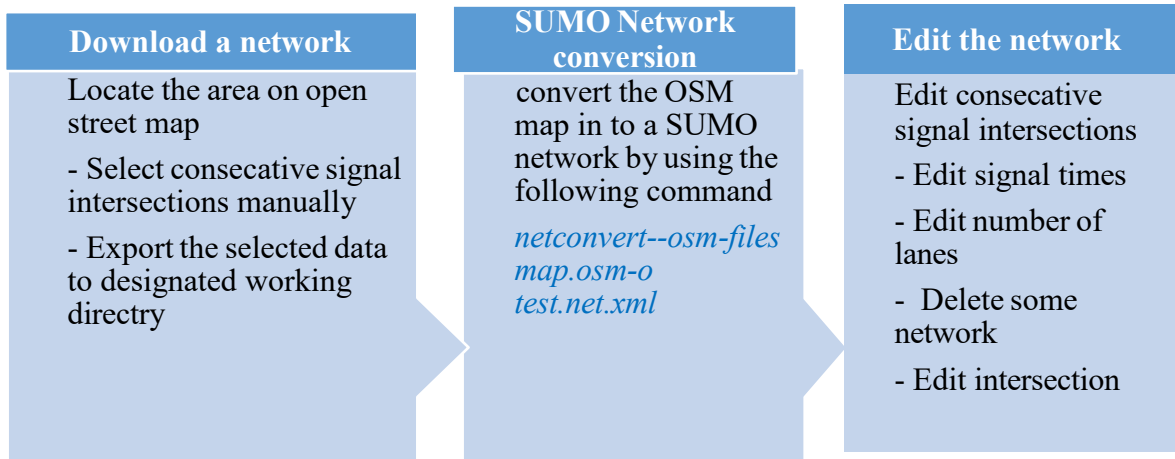 Download a network
Locate the area on open
street map
- Select consecative signal
intersections manually
- Export the selected data
to designated working
directry
SUMO Network
conversion
convert the OSM
map in to a SUMO
network by using the
following command
netconvert--osm-files
map.osm-o
test.net.xml
Edit the network
Edit consecative
signal intersections
- Edit signal times
- Edit number of
lanes
- Delete some
network
- Edit intersection